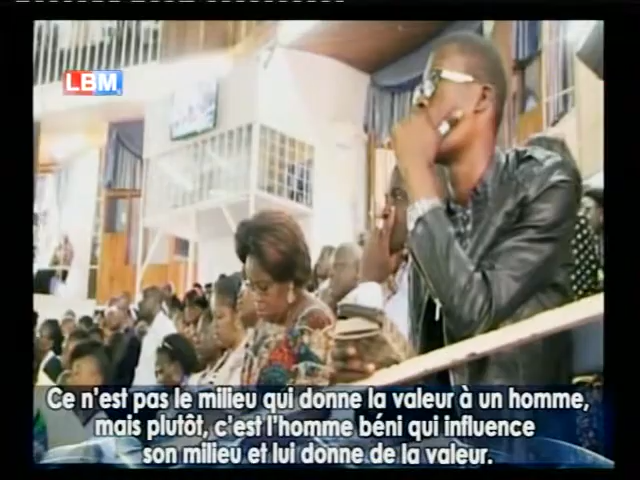 LBM
Ce n'est pas le milieu qui donne la valeur à un homme,
mais plutôt, c'est l'homme béni qui influence
son milieu et lui donne de la valeur.